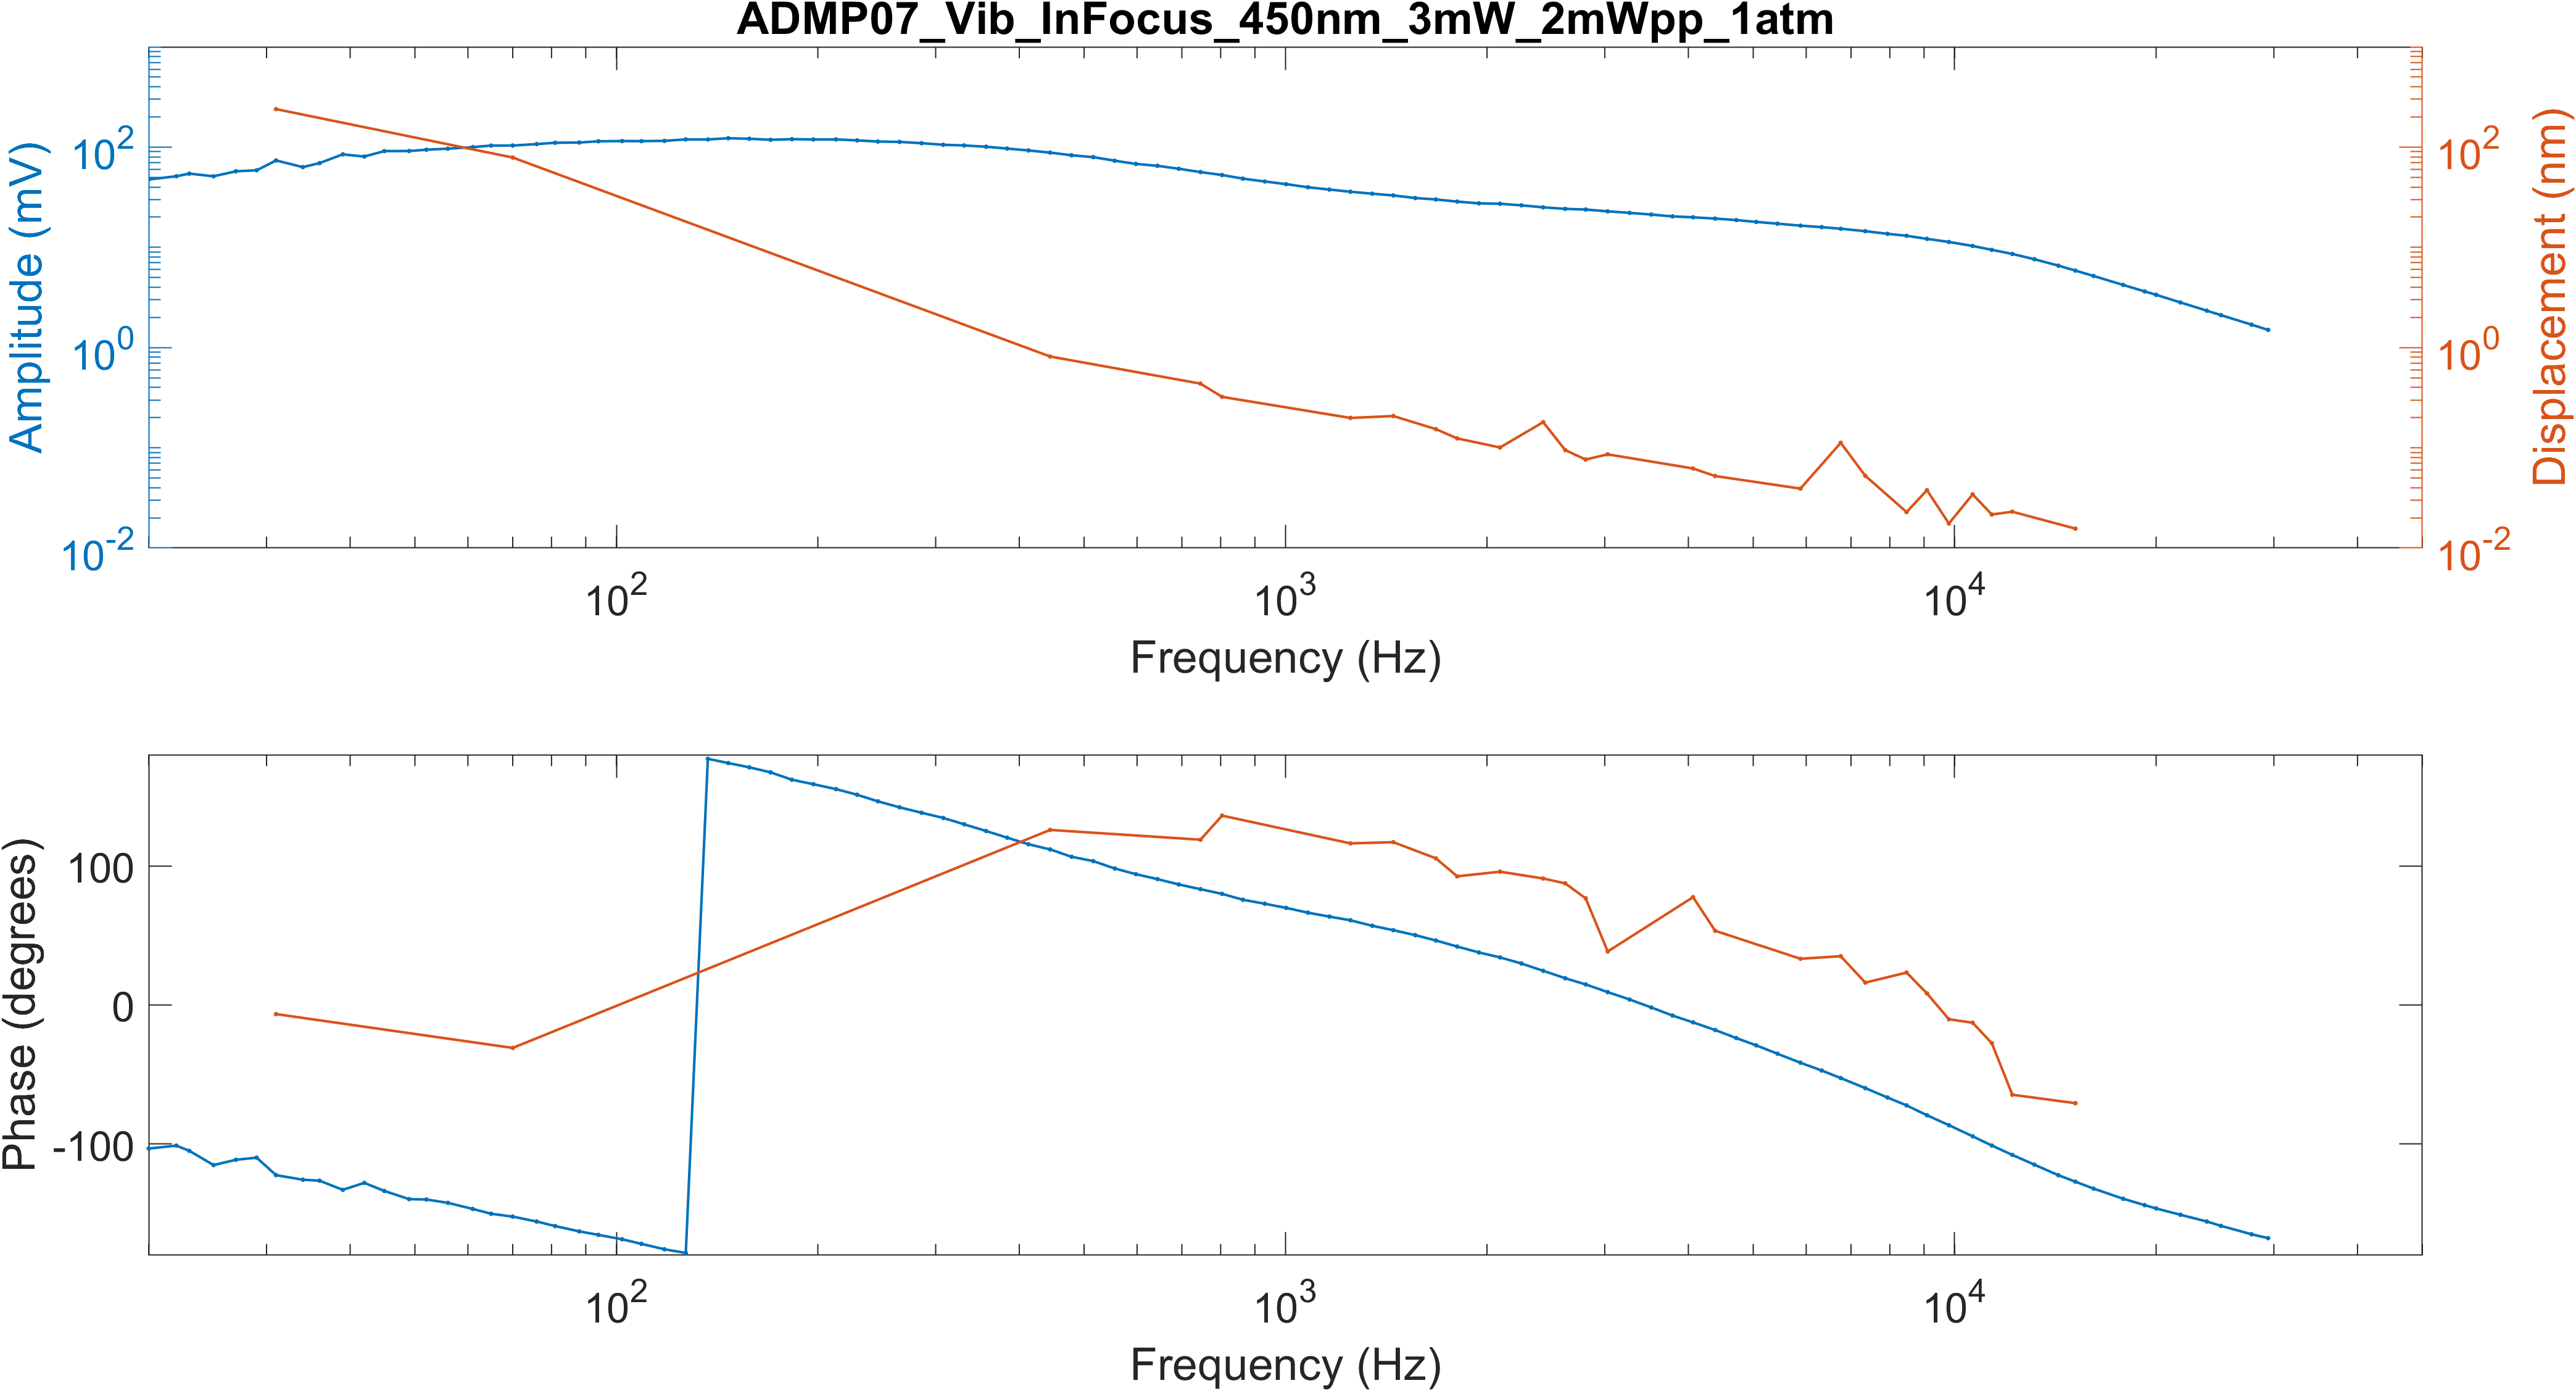 ADMP07_Vib_InFocus_450nm_3mW_2mWpp_1atm
Amplitude (mV)
10^2
10^0
10^-2
Displacement (nm)
10^2
10^0
10^-2
10^2 10^3 10^4
Frequency (Hz)
Phase (degrees)
100
0
-100
10^2 10^3 10^4
Frequency (Hz)